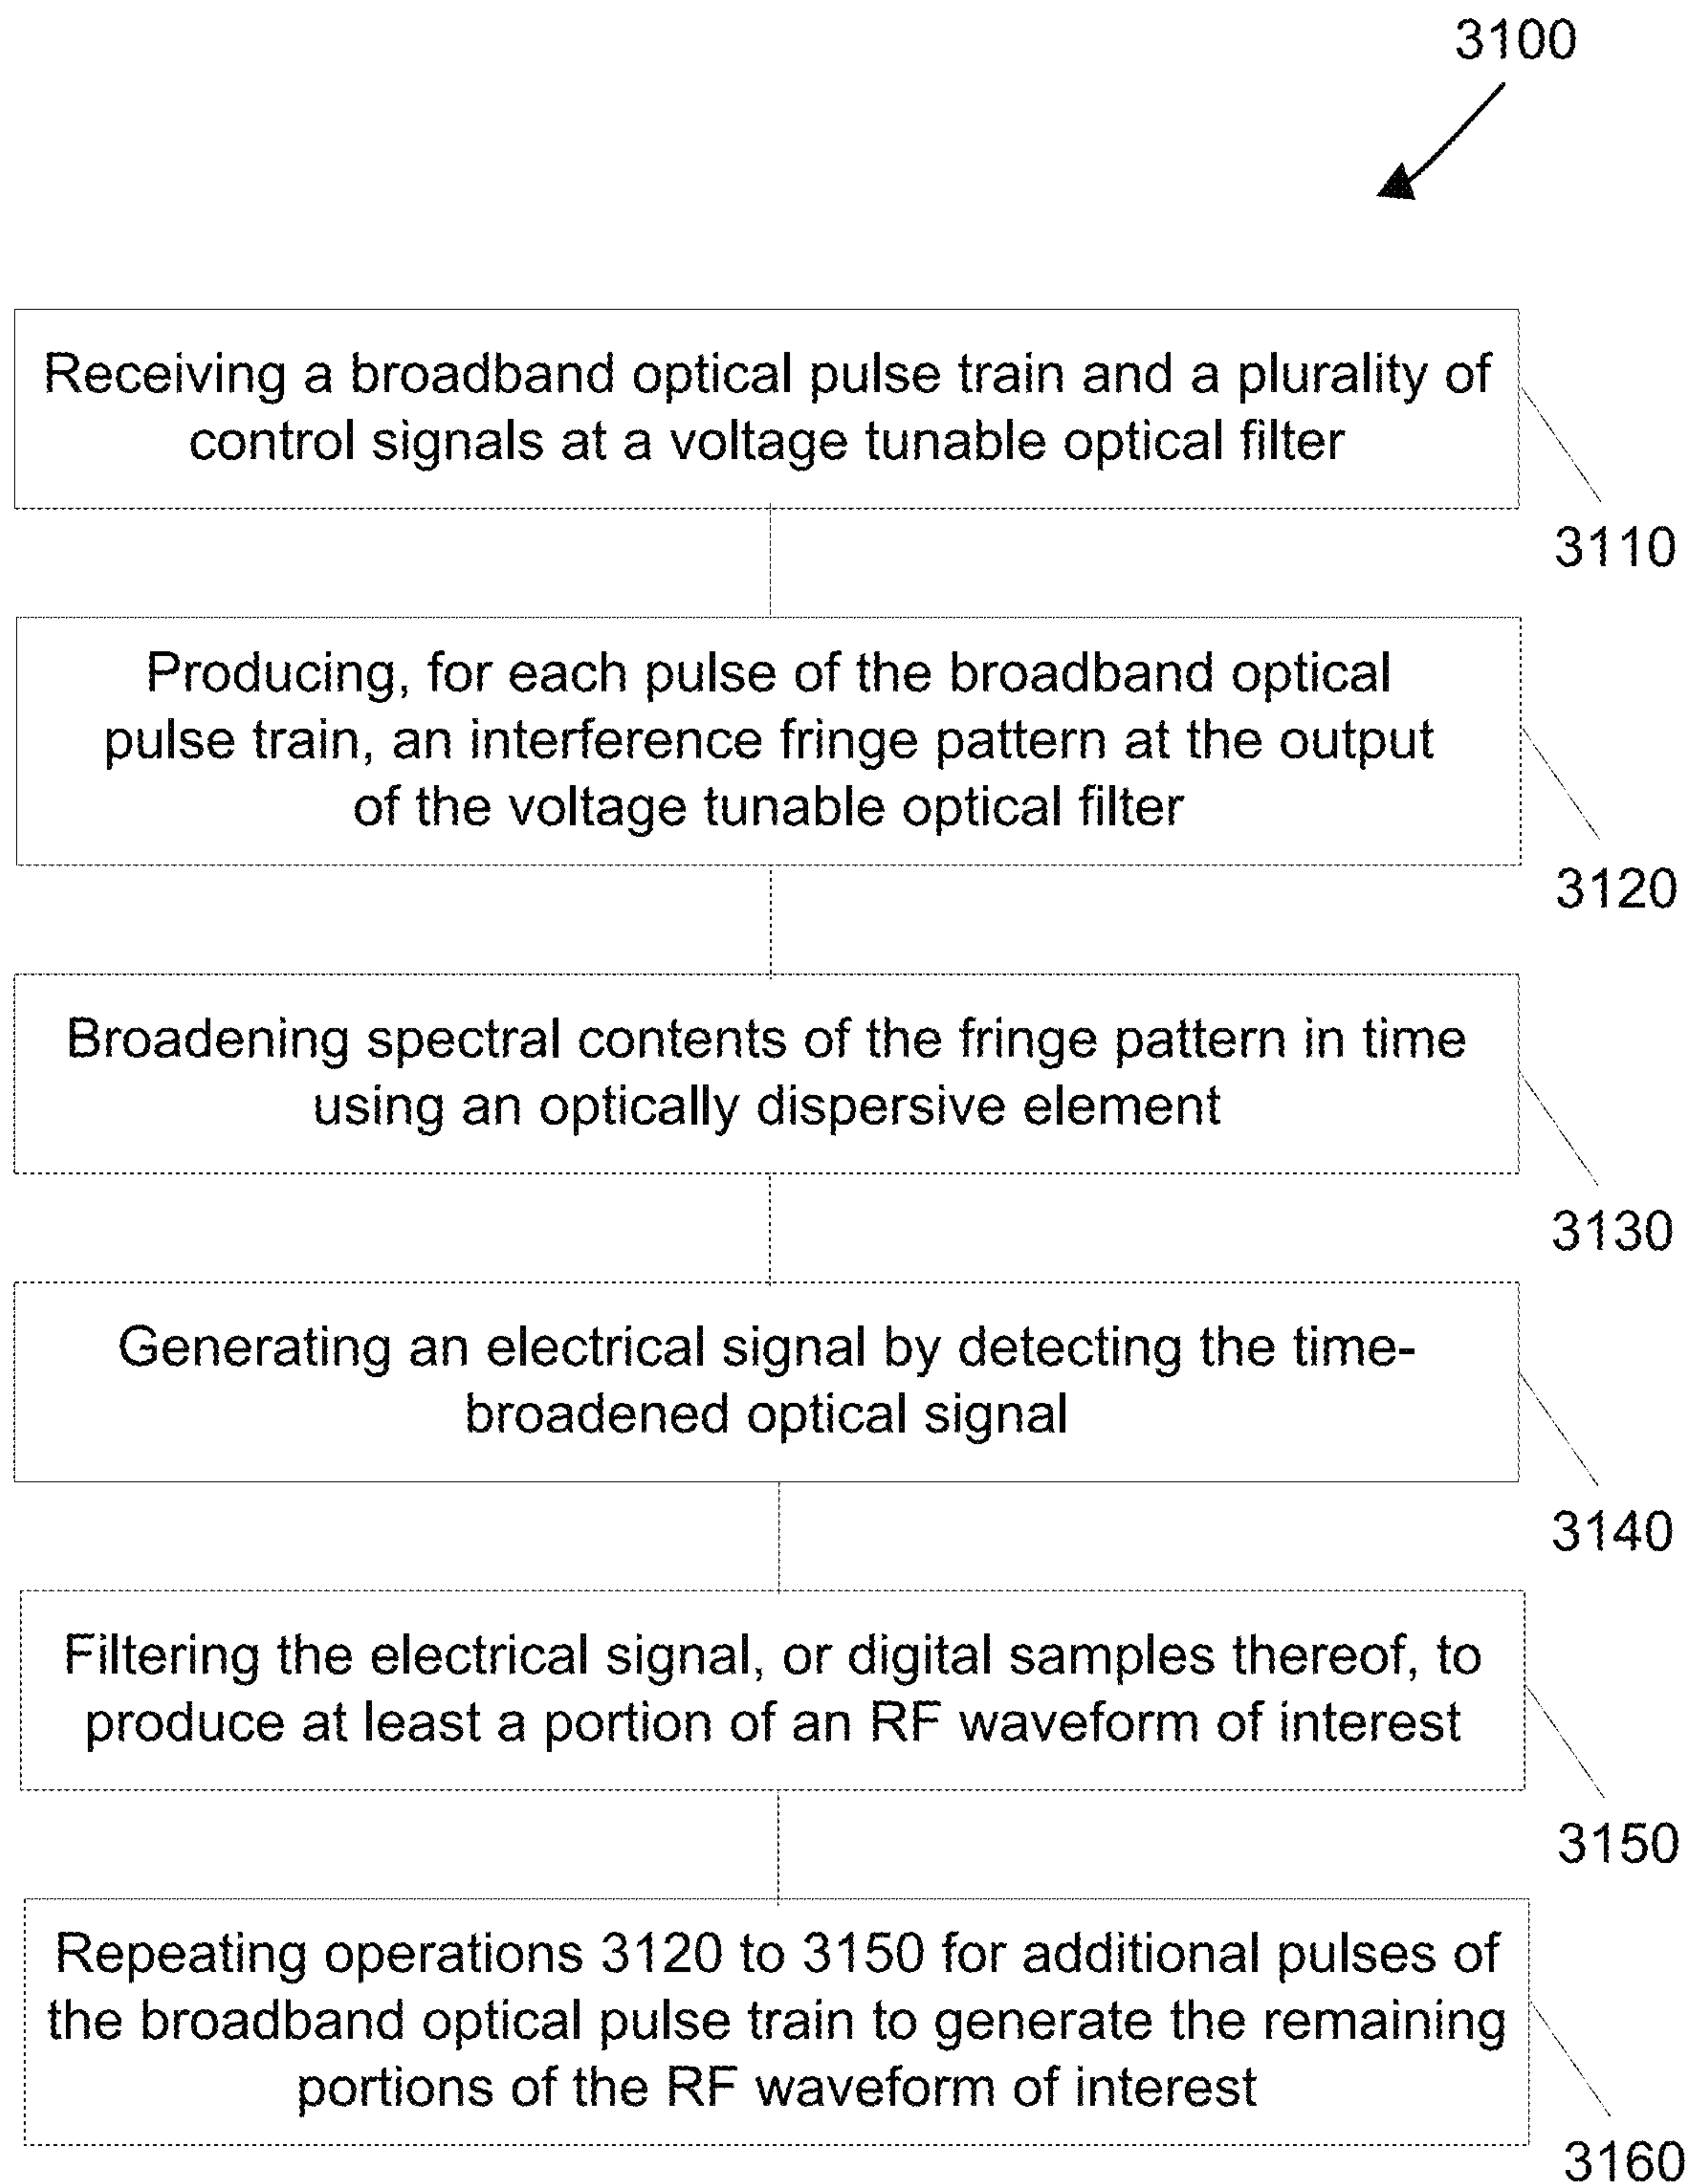 3100
Receiving a broadband optical pulse train and a plurality of
control signals at a voltage tunable optical filter
3110
Producing, for each pulse of the broadband optical
pulse train, an interference fringe pattern at the output
of the voltage tunable optical filter
3120
Broadening spectral contents of the fringe pattern in time
using an optically dispersive element
3130
Generating an electrical signal by detecting the time-
broadened optical signal
3140
Filtering the electrical signal, or digital samples thereof, to
produce at least a portion of an RF waveform of interest
3150
Repeating operations 3120 to 3150 for additional pulses of
the broadband optical pulse train to generate the remaining
portions of the RF waveform of interest
3160